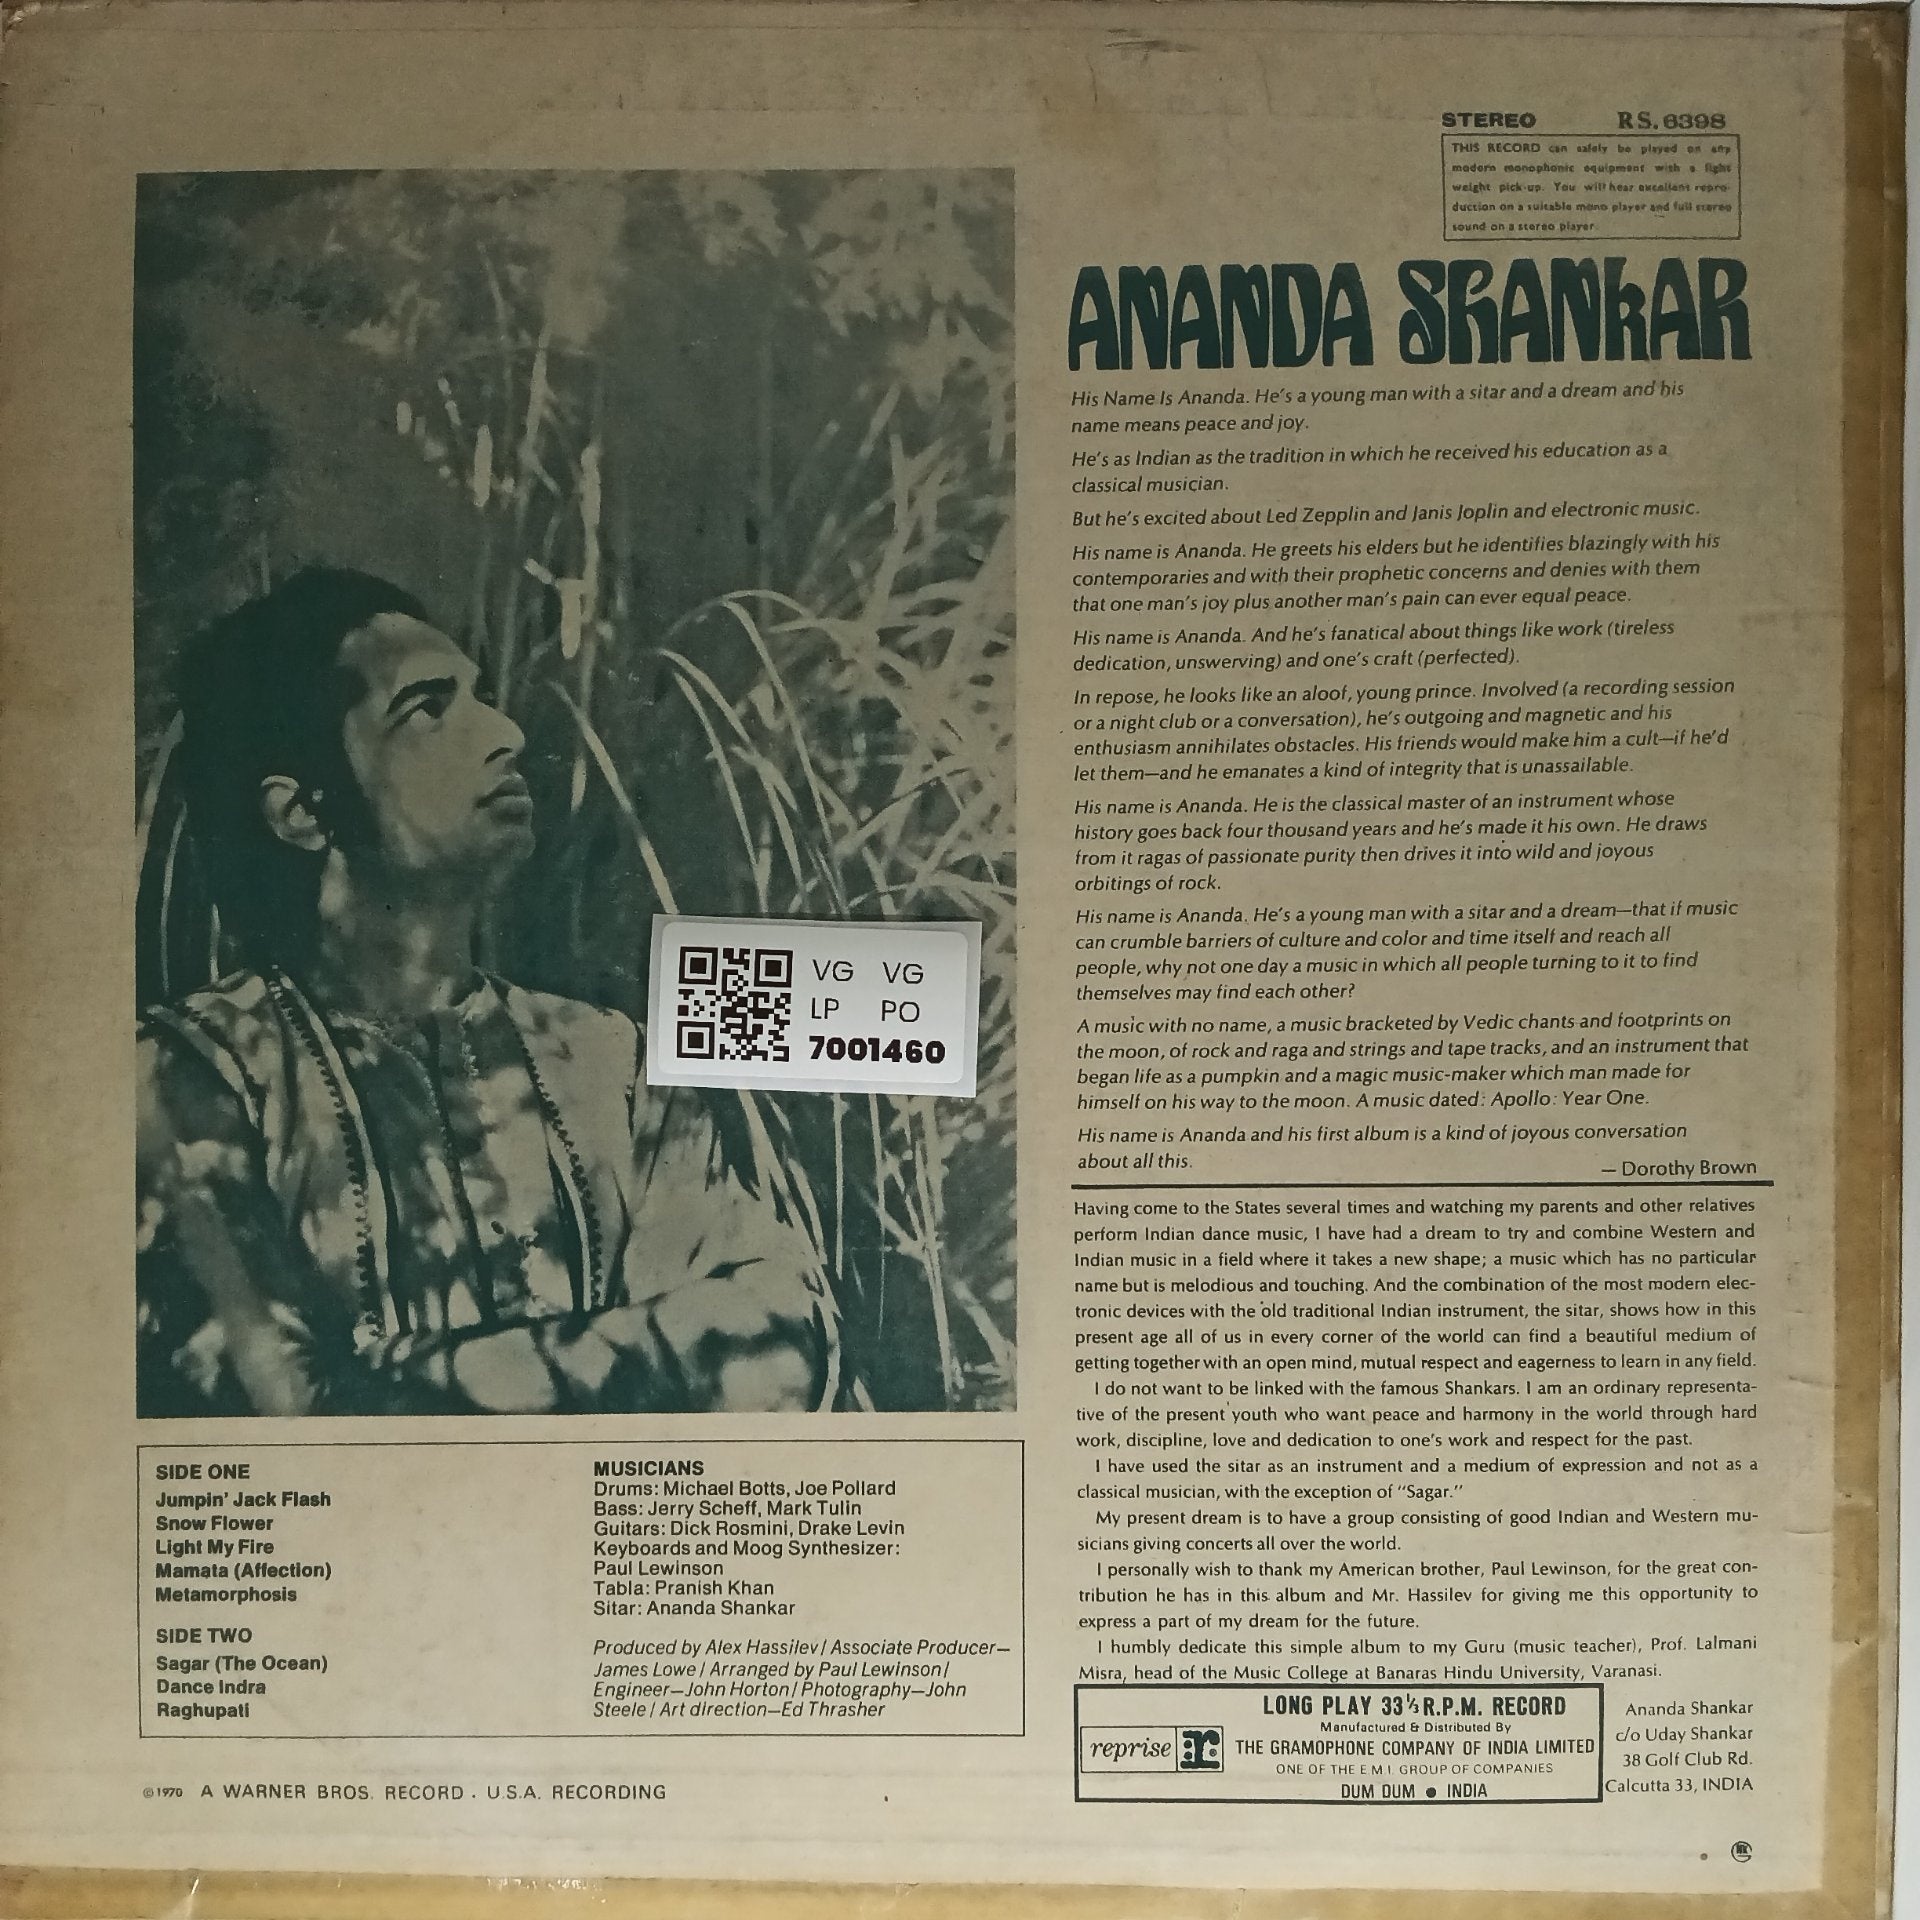 STEREO RS. 6398
THIS RECORD can safely be played on any
modern monophonic equipment with a light
weight pick-up. You will hear excellent repro-
duction on a suitable mono player and full stereo
sound on a stereo player
ANANDA SHANKAR
His Name Is Ananda. He's a young man with a sitar and a dream and his
name means peace and joy.
He's as Indian as the tradition in which he received his education as a
classical musician.
But he's excited about Led Zepplin and Janis Joplin and electronic music.
His name is Ananda. He greets his elders but he identifies blazingly with his
contemporaries and with their prophetic concerns and denies with them
that one man's joy plus another man's pain can ever equal peace.
His name is Ananda. And he's fanatical about things like work (tireless
dedication, unswerving) and one's craft (perfected).
In repose, he looks like an aloof, young prince. Involved (a recording session
or a night club or a conversation), he's outgoing and magnetic and his
enthusiasm annihilates obstacles. His friends would make him a cult—if he'd
let them—and he emanates a kind of integrity that is unassailable.
His name is Ananda. He is the classical master of an instrument whose
history goes back four thousand years and he's made it his own. He draws
from it ragas of passionate purity then drives it into wild and joyous
orbitings of rock.
His name is Ananda. He's a young man with a sitar and a dream—that if music
can crumble barriers of culture and color and time itself and reach all
people, why not one day a music in which all people turning to it to find
themselves may find each other?
A music with no name, a music bracketed by Vedic chants and footprints on
the moon, of rock and raga and strings and tape tracks, and an instrument that
began life as a pumpkin and a magic music-maker which man made for
himself on his way to the moon. A music dated: Apollo: Year One.
His name is Ananda and his first album is a kind of joyous conversation
about all this.
— Dorothy Brown
Having come to the States several times and watching my parents and other relatives
perform Indian dance music, I have had a dream to try and combine Western and
Indian music in a field where it takes a new shape; a music which has no particular
name but is melodious and touching. And the combination of the most modern elec-
tronic devices with the old traditional Indian instrument, the sitar, shows how in this
present age all of us in every corner of the world can find a beautiful medium of
getting together with an open mind, mutual respect and eagerness to learn in any field.
I do not want to be linked with the famous Shankars. I am an ordinary representa-
tive of the present youth who want peace and harmony in the world through hard
work, discipline, love and dedication to one's work and respect for the past.
I have used the sitar as an instrument and a medium of expression and not as a
classical musician, with the exception of "Sagar."
My present dream is to have a group consisting of good Indian and Western mu-
sicians giving concerts all over the world.
I personally wish to thank my American brother, Paul Lewinson, for the great con-
tribution he has in this album and Mr. Hassilev for giving me this opportunity to
express a part of my dream for the future.
I humbly dedicate this simple album to my Guru (music teacher), Prof. Lalmani
Misra, head of the Music College at Banaras Hindu University, Varanasi.
Ananda Shankar
c/o Uday Shankar
38 Golf Club Rd.
Calcutta 33, INDIA
LONG PLAY 33⅓ R.P.M. RECORD
Manufactured & Distributed By
THE GRAMOPHONE COMPANY OF INDIA LIMITED
ONE OF THE E.M.I. GROUP OF COMPANIES
DUM DUM ● INDIA
reprise r:
VG VG
LP PO
7001460
SIDE ONE
Jumpin' Jack Flash
Snow Flower
Light My Fire
Mamata (Affection)
Metamorphosis
SIDE TWO
Sagar (The Ocean)
Dance Indra
Raghupati
MUSICIANS
Drums: Michael Botts, Joe Pollard
Bass: Jerry Scheff, Mark Tulin
Guitars: Dick Rosmini, Drake Levin
Keyboards and Moog Synthesizer:
Paul Lewinson
Tabla: Pranish Khan
Sitar: Ananda Shankar
Produced by Alex Hassilev / Associate Producer—
James Lowe / Arranged by Paul Lewinson /
Engineer—John Horton / Photography—John
Steele / Art direction—Ed Thrasher
©1970 A WARNER BROS. RECORD . U.S.A. RECORDING